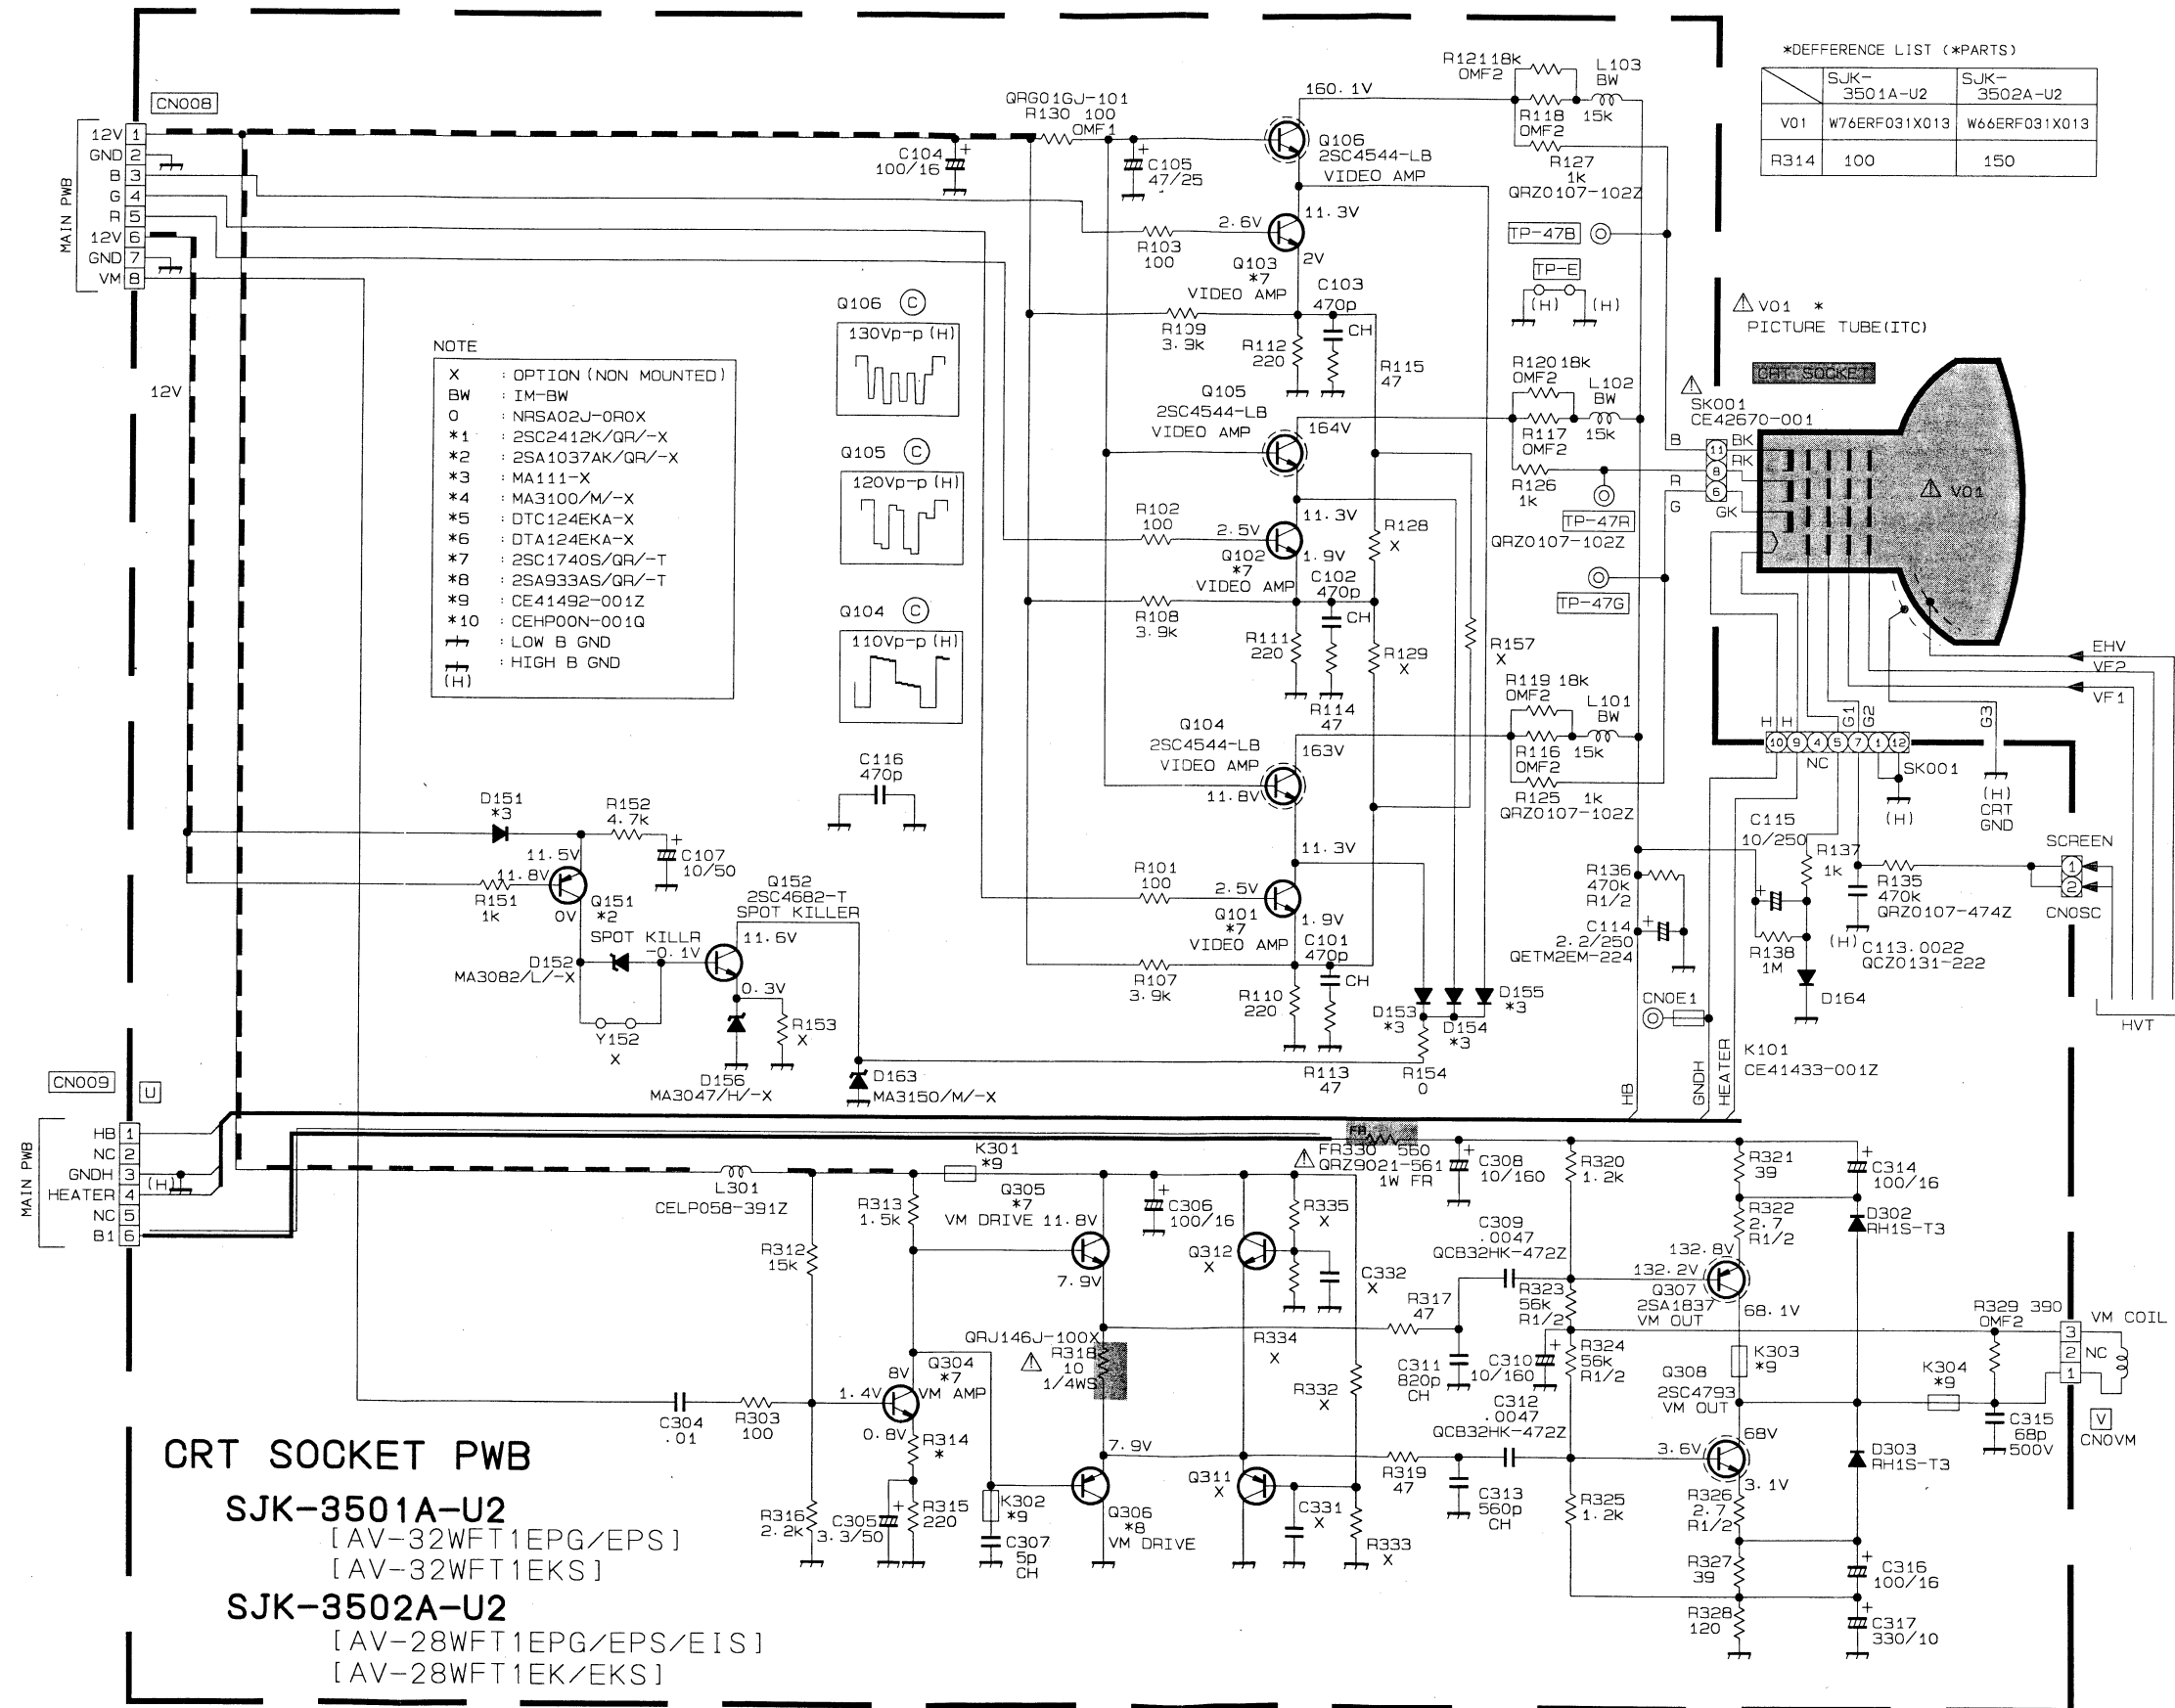 *DEFFERENCE LIST (*PARTS)
SJK-3501A-U2 SJK-3502A-U2
V01 W76ERF031X013 W66ERF031X013
R314 100 150
CN008
MAIN PWB
12V 1
GND 2
B 3
G 4
R 5
12V 6
GND 7
VM 8
12V
NOTE
X : OPTION (NON MOUNTED)
BW : IM-BW
0 : NRSA02J-0R0X
*1 : 2SC2412K/QR/-X
*2 : 2SA1037AK/QR/-X
*3 : MA111-X
*4 : MA3100/M/-X
*5 : DTC124EKA-X
*6 : DTA124EKA-X
*7 : 2SC1740S/QR/-T
*8 : 2SA933AS/QR/-T
*9 : CE41492-001Z
*10 : CEHP00N-001Q
: LOW B GND
: HIGH B GND
(H)
Q106 C
130Vp-p (H)
Q105 C
120Vp-p (H)
Q104 C
110Vp-p (H)
C116
470p
QRG01GJ-101
R130 100
OMF1
C104
100/16
C105
47/25
160.1V
Q106
2SC4544-LB
VIDEO AMP
R121 18k
OMF2
L103
BW
R118 15k
OMF2
R127
1k
QRZ0107-102Z
R103
100
2.6V
11.3V
2V
Q103
*7
VIDEO AMP
C103
470p
CH
R109
3.9k
R112
220
R115
47
TP-47B
TP-E
(H) (H)
V01 *
PICTURE TUBE(ITC)
CRT SOCKET
V01
Q105
2SC4544-LB
VIDEO AMP
164V
R120 18k
OMF2
L102
BW
R117 15k
OMF2
R126
1k
QRZ0107-102Z
SK001
CE42670-001
B 11 BK
R 8 RK
G 6 GK
TP-47R
TP-47G
R102
100
2.5V
11.3V
1.9V
Q102
*7
VIDEO AMP
C102
470p
CH
R128
X
R108
3.9k
R111
220
R129
X
R157
X
R114
47
R119 18k
OMF2
L101
BW
R116 15k
OMF2
R125 1k
QRZ0107-102Z
Q104
2SC4544-LB
VIDEO AMP
163V
11.8V
11.3V
EHV
VF2
VF1
H H G1 G2 G3
10 9 4 5 7 1 12
NC
SK001
(H)
(H)
CRT
GND
D151
*3
R152
4.7k
C107
10/50
11.5V
11.8V
R151
1k
Q151
*2
0V
Q152
2SC4682-T
SPOT KILLER
11.6V
SPOT KILLR
-0.1V
D152
MA3082/L/-X
0.3V
Y152
X
R153
X
D156
MA3047/H/-X
D163
MA3150/M/-X
R101
100
2.5V
1.9V
Q101
*7
VIDEO AMP
C101
470p
CH
R107
3.9k
R110
220
R113
47
D153
*3
D154
*3
D155
*3
R154
0
R136
470k
R1/2
C114
2.2/250
QETM2EM-224
C115
10/250
R137
1k
R135
470k
QRZ0107-474Z
(H)
C113.0022
QCZ0131-222
R138
1M
D164
SCREEN
1
2
CN0SC
HVT
CN0E1
K101
CE41433-001Z
HB
GNDH
HEATER
CN009
U
MAIN PWB
HB 1
NC 2
GNDH 3
HEATER 4
NC 5
B1 6
(H)
L301
CELP058-391Z
K301
*9
R313
1.5k
Q305
*7
VM DRIVE 11.8V
7.9V
R312
15k
C306
100/16
Q312
X
R335
X
C332
X
R334
X
FR
FR330 560
QRZ9021-561
1W FR
C308
10/160
R320
1.2k
C309
.0047
QCB32HK-472Z
R321
39
C314
100/16
R322
2.7
R1/2
D302
RH1S-T3
132.8V
132.2V
Q307
2SA1837
VM OUT
68.1V
R323
56k
R1/2
R317
47
C311
820p
CH
C310
10/160
R324
56k
R1/2
C312
.0047
QCB32HK-472Z
R329 390
OMF2
VM COIL
3
2 NC
1
K303
*9
K304
*9
Q308
2SC4793
VM OUT
V
CN0VM
C315
68p
500V
QRJ146J-100X
R318
10
1/4WS
8V
Q304
*7
VM AMP
1.4V
0.8V
C304
.01
R303
100
R314
*
R332
X
7.9V
Q306
*8
VM DRIVE
Q311
X
C331
X
R333
X
R319
47
C313
560p
CH
3.6V
68V
3.1V
R325
1.2k
R326
2.7
R1/2
D303
RH1S-T3
R327
39
C316
100/16
R328
120
C317
330/10
R316
2.2k
C305
3.3/50
R315
220
K302
*9
C307
5p
CH
CRT SOCKET PWB
SJK-3501A-U2
[AV-32WFT1EPG/EPS]
[AV-32WFT1EKS]
SJK-3502A-U2
[AV-28WFT1EPG/EPS/EIS]
[AV-28WFT1EK/EKS]